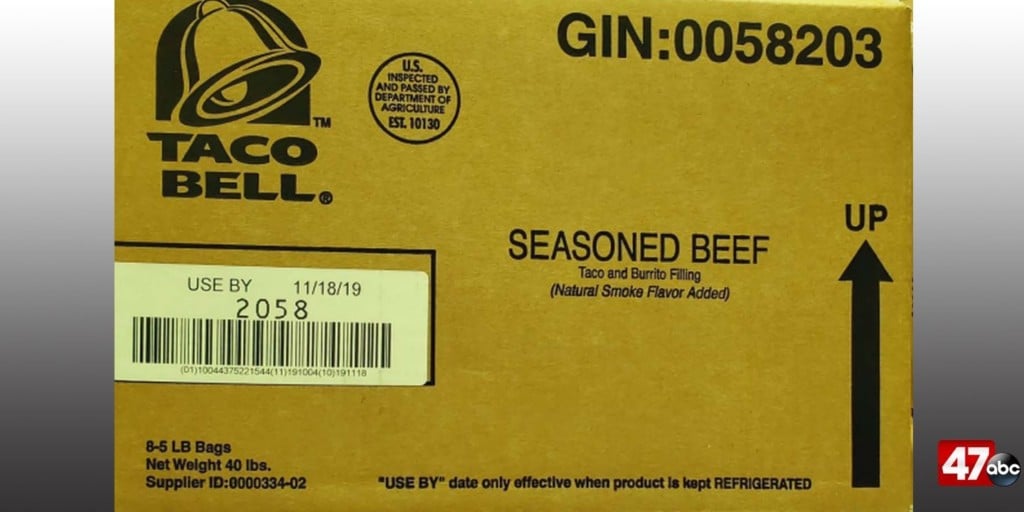 TACO
BELL®
TM
U.S.
INSPECTED
AND PASSED BY
DEPARTMENT OF
AGRICULTURE
EST. 10130
GIN:0058203
UP
SEASONED BEEF
Taco and Burrito Filling
(Natural Smoke Flavor Added)
USE BY 11/18/19
2058
(01)10044375221544(11)191004(10)191118
8-5 LB Bags
Net Weight 40 lbs.
Supplier ID:0000334-02
"USE BY" date only effective when product is kept REFRIGERATED
47abc